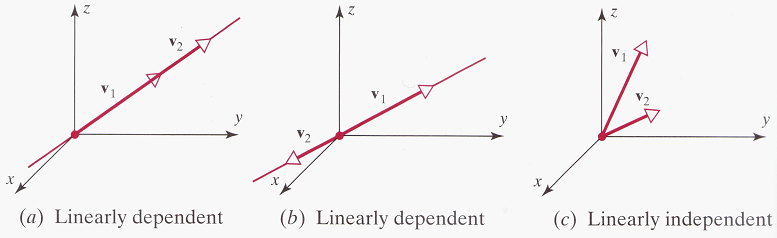 z
v₂
v₁
y
x
(a) Linearly dependent
z
v₁
y
v₂
x
(b) Linearly dependent
z
v₁
v₂
y
x
(c) Linearly independent